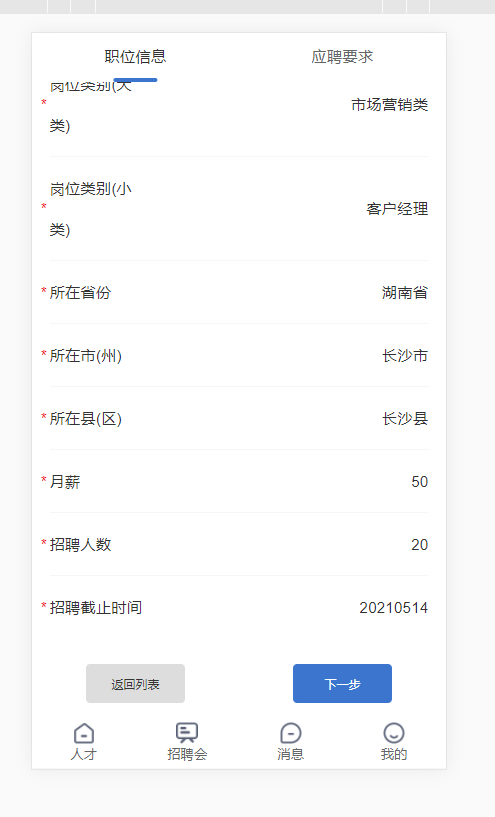 职位信息 应聘要求
岗位类别(大
* 市场营销类
类)
岗位类别(小
* 客户经理
类)
* 所在省份 湖南省
* 所在市(州) 长沙市
* 所在县(区) 长沙县
* 月薪 50
* 招聘人数 20
* 招聘截止时间 20210514
返回列表 下一步
人才 招聘会 消息 我的